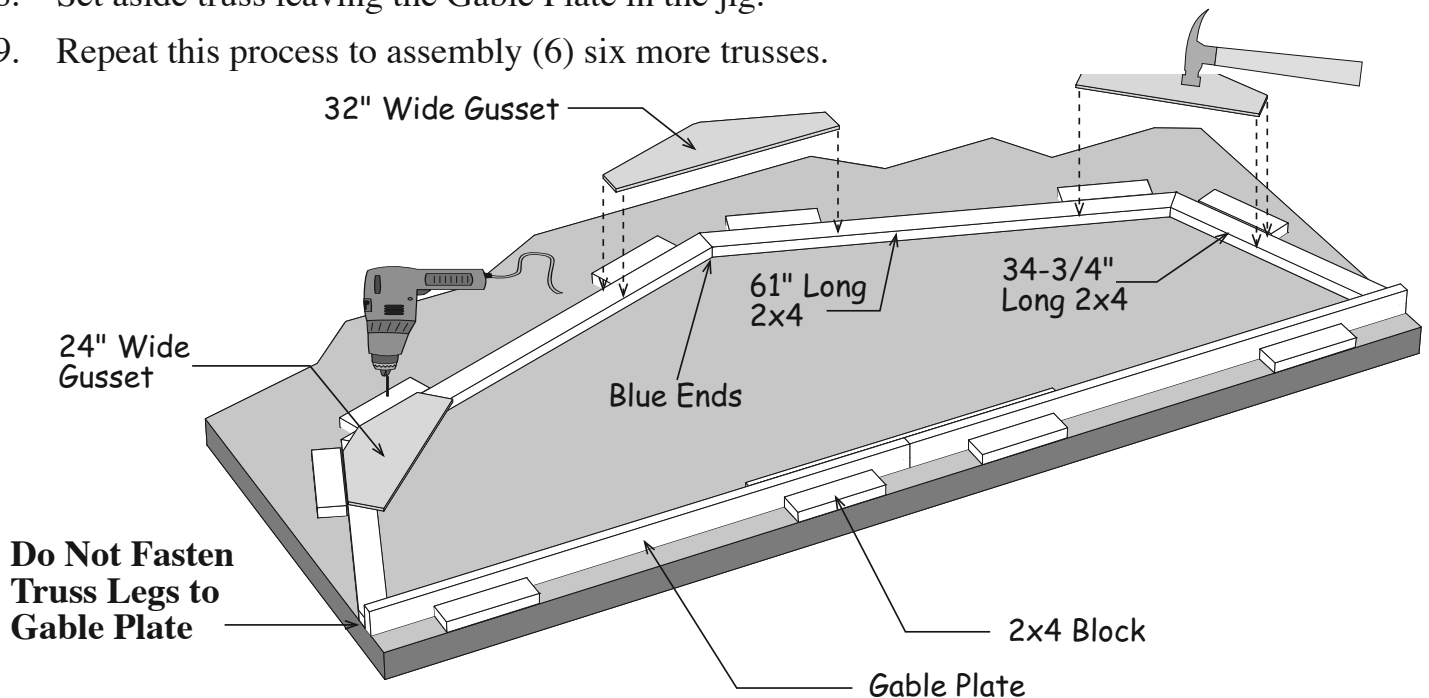 8. Set aside truss leaving the Gable Plate in the jig.
9. Repeat this process to assembly (6) six more trusses.
32" Wide Gusset
61" Long
2x4
34-3/4"
Long 2x4
24" Wide
Gusset
Blue Ends
Do Not Fasten
Truss Legs to
Gable Plate
2x4 Block
Gable Plate